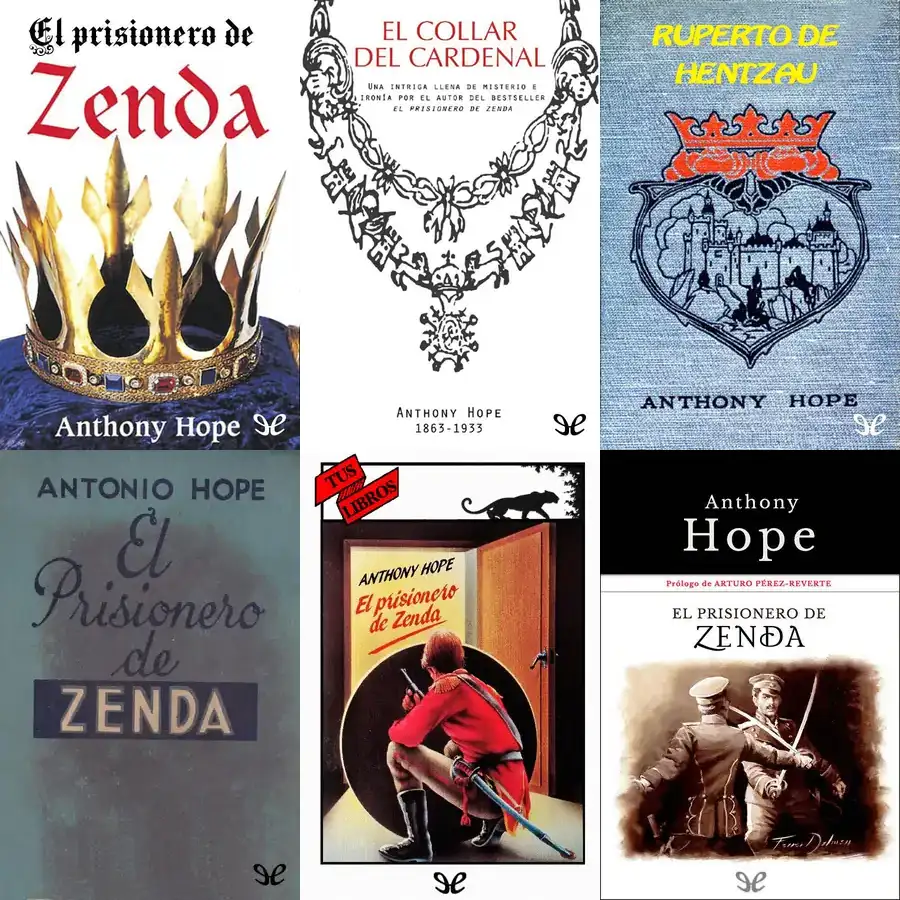 El prisionero de
Zenda
Anthony Hope
EL COLLAR
DEL CARDENAL
UNA INTRIGA LLENA DE MISTERIO E
IRONÍA POR EL AUTOR DEL BESTSELLER
EL PRISIONERO DE ZENDA
ANTHONY HOPE
1863-1933
RUPERTO DE
HENTZAU
ANTHONY HOPE
ANTONIO HOPE
El
Prisionero
de
ZENDA
TUS
LIBROS
ANTHONY HOPE
El prisionero
de Zenda
Anthony
Hope
Prólogo de ARTURO PÉREZ-REVERTE
EL PRISIONERO DE
ZENDA